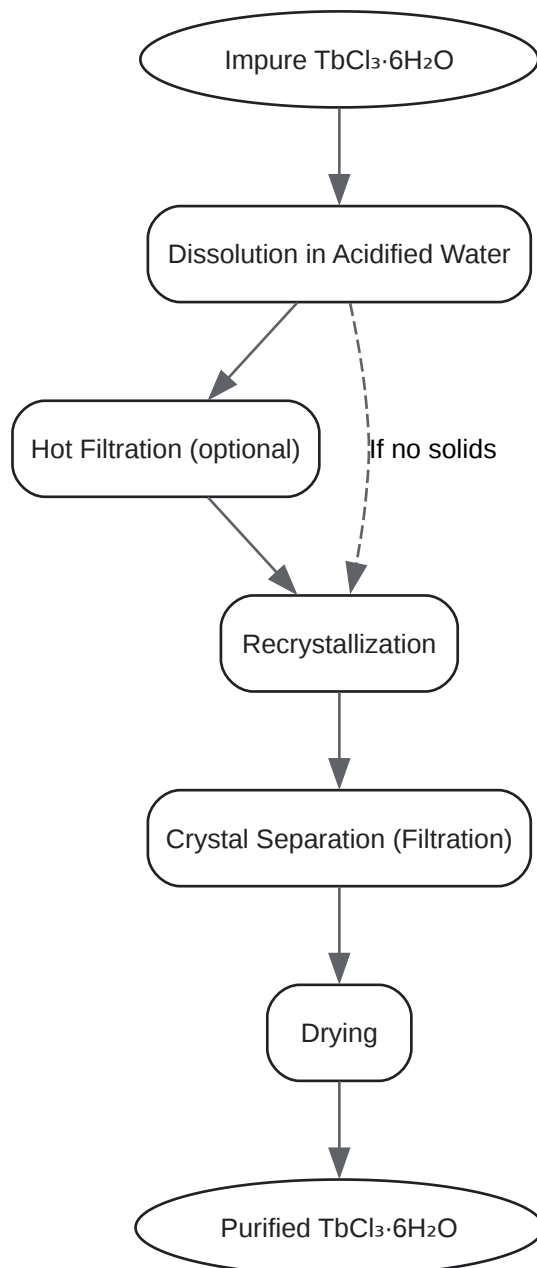 Impure TbCl₃·6H₂O
Dissolution in Acidified Water
Hot Filtration (optional)
If no solids
Recrystallization
Crystal Separation (Filtration)
Drying
Purified TbCl₃·6H₂O